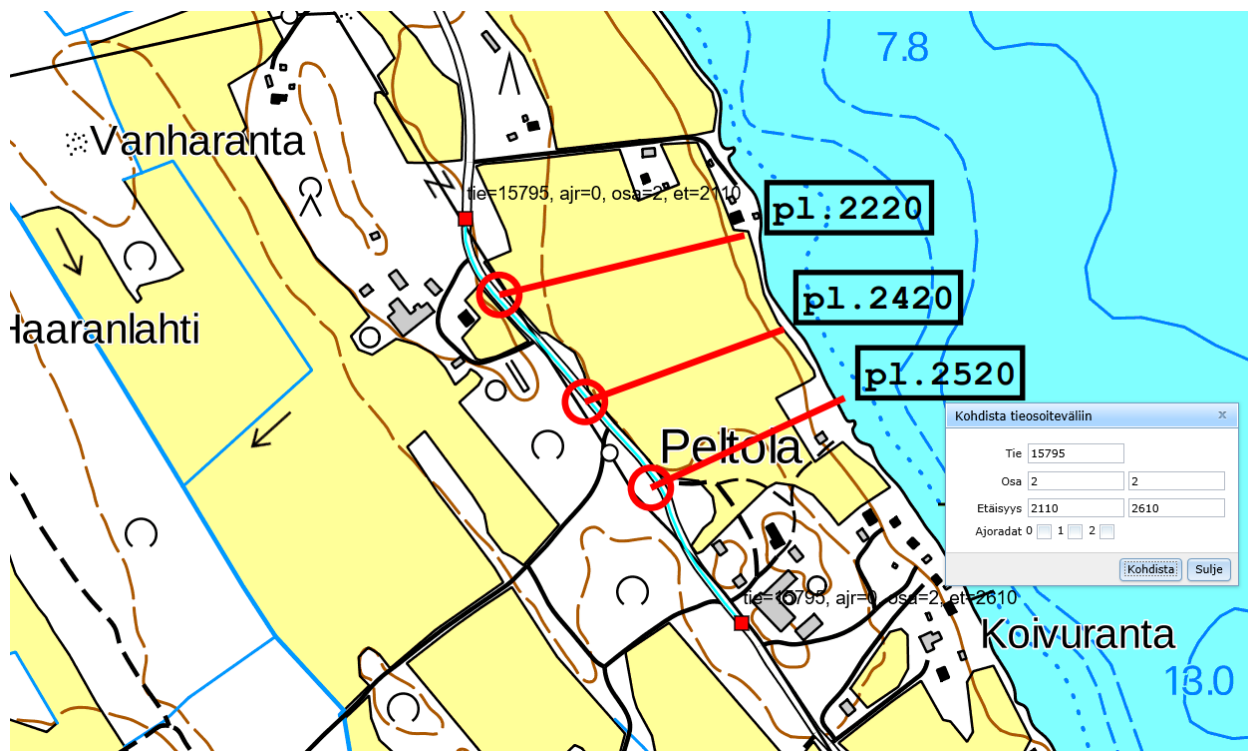 7.8
Vanharanta
tie=15795, ajr=0, osa=2, et=2110
pl.2220
pl.2420
Haaranlahti
pl.2520
Kohdista tieosoiteväliin x
Tie 15795
Osa 2 2
Etäisyys 2110 2610
Ajoradat 0 1 2
Kohdista Sulje
Peltola
tie=15795, ajr=0, osa=2, et=2610
Koivuranta
13.0